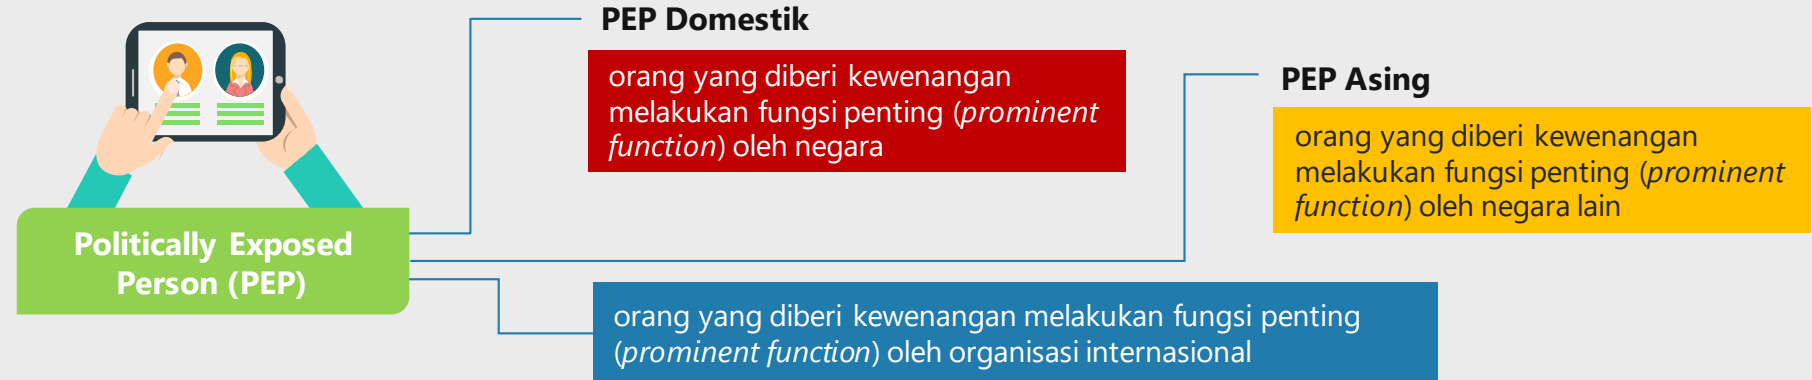 PEP Domestik
orang yang diberi kewenangan
melakukan fungsi penting (prominent
function) oleh negara
PEP Asing
orang yang diberi kewenangan
melakukan fungsi penting (prominent
function) oleh negara lain
Politically Exposed
Person (PEP)
orang yang diberi kewenangan melakukan fungsi penting
(prominent function) oleh organisasi internasional